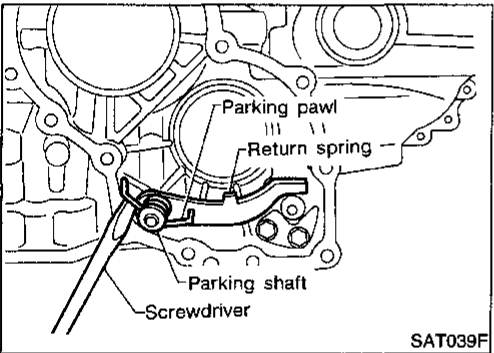 Parking pawl
Return spring
Parking shaft
Screwdriver
SAT039F